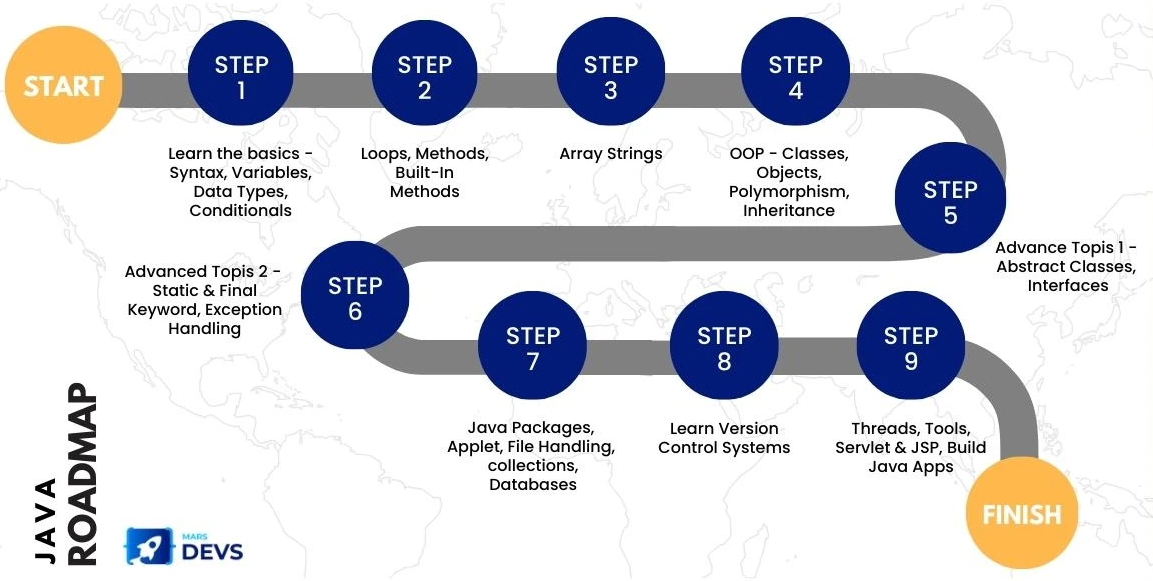 START
STEP
1
Learn the basics -
Syntax, Variables,
Data Types,
Conditionals
STEP
2
Loops, Methods,
Built-In
Methods
STEP
3
Array Strings
STEP
4
OOP - Classes,
Objects,
Polymorphism,
Inheritance
STEP
5
Advance Topis 1 -
Abstract Classes,
Interfaces
STEP
6
Advanced Topis 2 -
Static & Final
Keyword, Exception
Handling
STEP
7
Java Packages,
Applet, File Handling,
collections,
Databases
STEP
8
Learn Version
Control Systems
STEP
9
Threads, Tools,
Servlet & JSP, Build
Java Apps
FINISH
JAVA
ROADMAP
MARS
DEVS